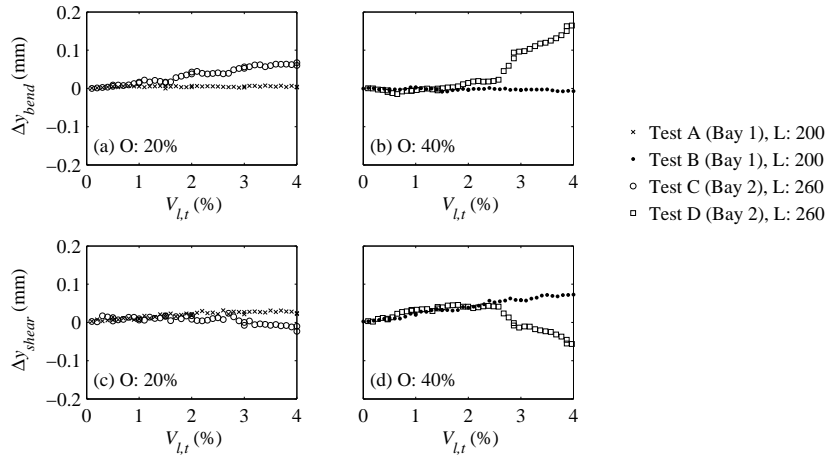 0.2
0.1
0
−0.1
−0.2
Δy_bend (mm)
(a) O: 20%
0 1 2 3 4
V_l,t (%)
(b) O: 40%
0 1 2 3 4
V_l,t (%)
× Test A (Bay 1), L: 200
• Test B (Bay 1), L: 200
○ Test C (Bay 2), L: 260
□ Test D (Bay 2), L: 260
0.2
0.1
0
−0.1
−0.2
Δy_shear (mm)
(c) O: 20%
0 1 2 3 4
V_l,t (%)
(d) O: 40%
0 1 2 3 4
V_l,t (%)